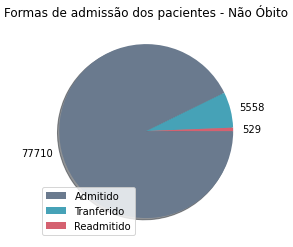 Formas de admissão dos pacientes - Não Óbito
5558
529
77710
Admitido
Tranferido
Readmitido